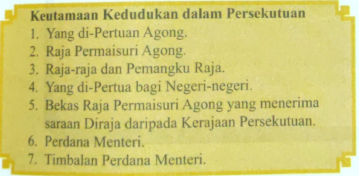 Keutamaan Kedudukan dalam Persekutuan
1. Yang di-Pertuan Agong.
2. Raja Permaisuri Agong.
3. Raja-raja dan Pemangku Raja.
4. Yang di-Pertua bagi Negeri-negeri.
5. Bekas Raja Permaisuri Agong yang menerima
saraan Diraja daripada Kerajaan Persekutuan.
6. Perdana Menteri.
7. Timbalan Perdana Menteri.